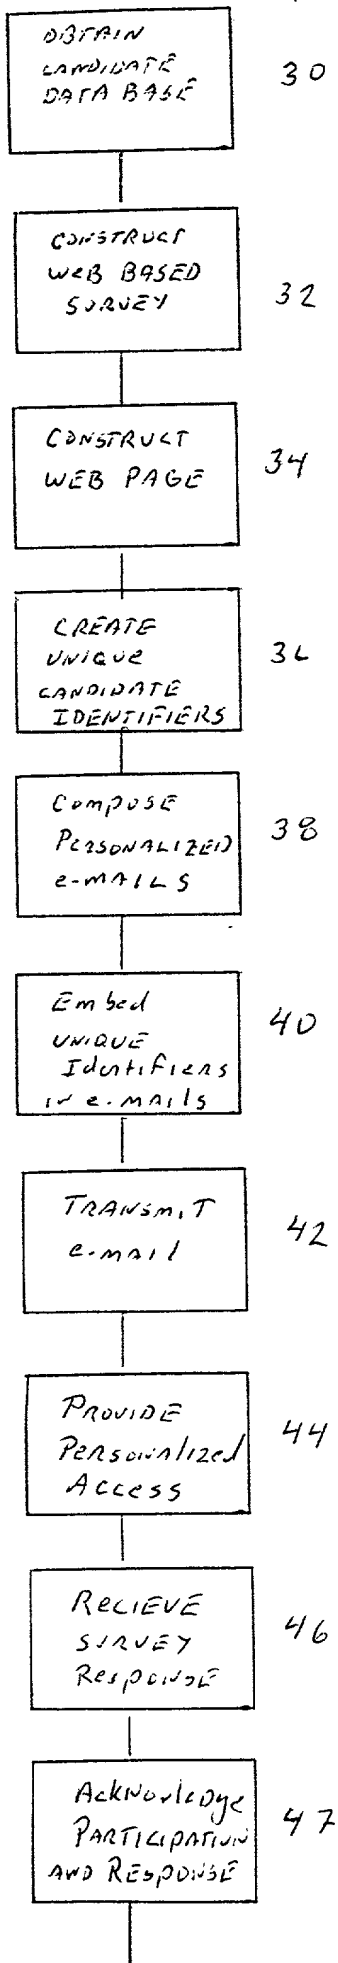 OBTAIN
CANDIDATE 30
DATA BASE
CONSTRUCT
WEB BASED
SURVEY 32
CONSTRUCT 34
WEB PAGE
CREATE
UNIQUE 36
CANDIDATE
IDENTIFIERS
Compose 38
PERSONALIZED
e-mAILS
Embed 40
UNIQUE
Identifiers
in e-mails
TRANSMIT 42
e-mail
PROVIDE
Personalized 44
Access
RECIEVE
SURVEY 46
Response
Acknowledge
PARTICIPATION 47
AND RESPONSE